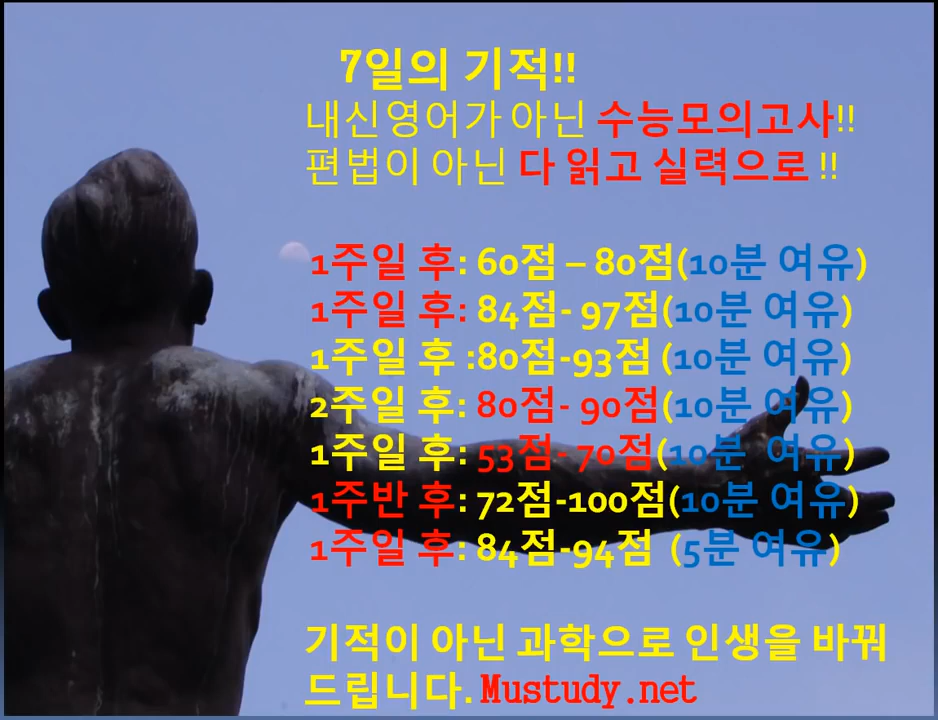 7일의 기적!!
내신영어가 아닌 수능모의고사!!
편법이 아닌 다 읽고 실력으로 !!
1주일 후: 60점 – 80점(10분 여유)
1주일 후: 84점- 97점(10분 여유)
1주일 후 :80점-93점 (10분 여유)
2주일 후: 80점- 90점(10분 여유)
1주일 후: 53점- 70점(10분 여유)
1주반 후: 72점-100점(10분 여유)
1주일 후: 84점-94점 (5분 여유)
기적이 아닌 과학으로 인생을 바꿔
드립니다. Mustudy.net